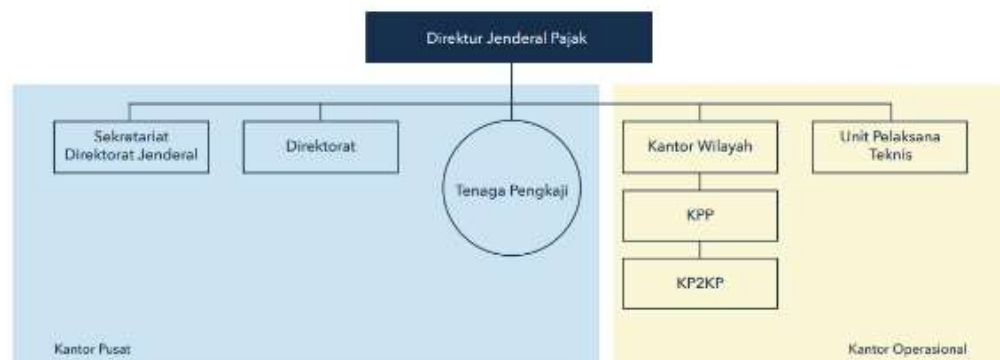 Direktur Jenderal Pajak
Sekretariat
Direktorat Jenderal
Direktorat
Tenaga Pengkaji
Kantor Wilayah
Unit Pelaksana
Teknis
KPP
KP2KP
Kantor Pusat
Kantor Operasional